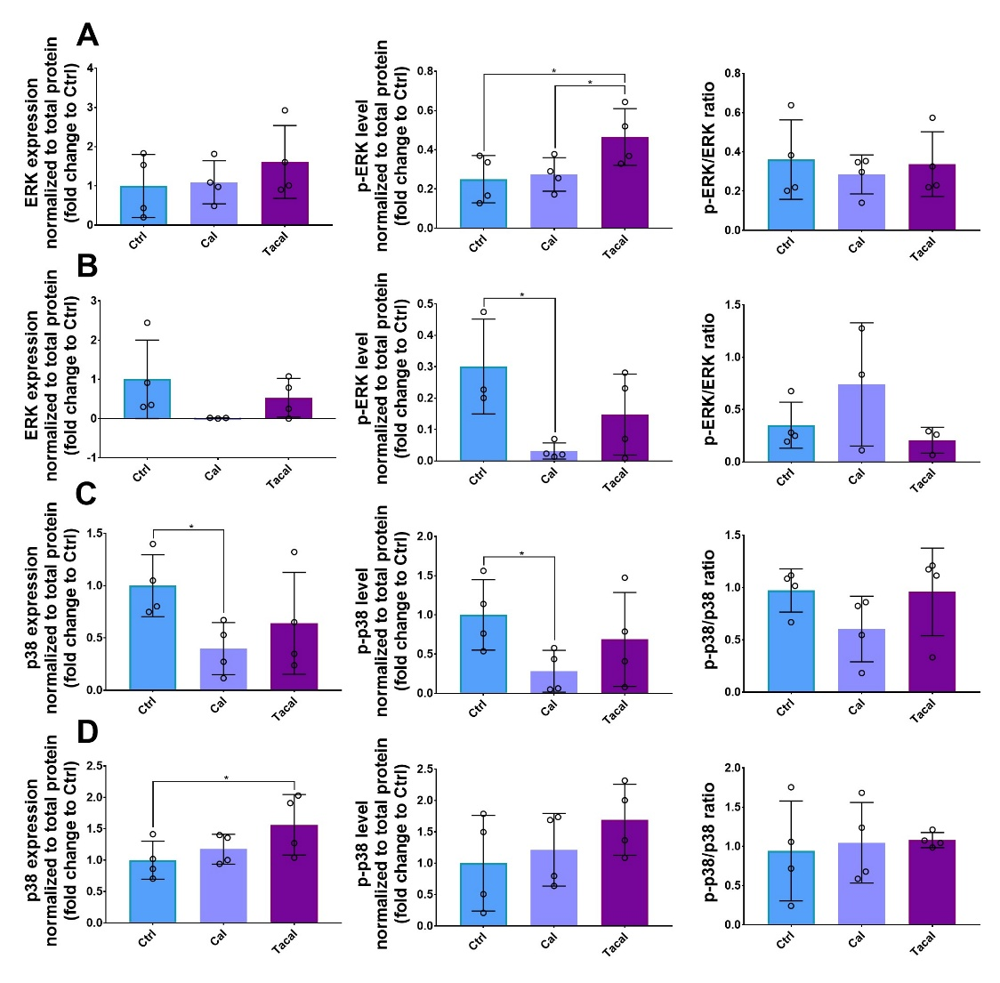 A
ERK expression
normalized to total protein
(fold change to Ctrl)
4
3
2
1
0
Ctrl
Cal
Tacal
p-ERK level
normalized to total protein
(fold change to Ctrl)
0.8
0.6
0.4
0.2
0.0
*
*
Ctrl
Cal
Tacal
p-ERK/ERK ratio
0.8
0.6
0.4
0.2
0.0
Ctrl
Cal
Tacal
B
ERK expression
normalized to total protein
(fold change to Ctrl)
3
2
1
0
-1
Ctrl
Cal
Tacal
p-ERK level
normalized to total protein
(fold change to Ctrl)
0.5
0.4
0.3
0.2
0.1
0.0
*
Ctrl
Cal
Tacal
p-ERK/ERK ratio
1.5
1.0
0.5
0.0
Ctrl
Cal
Tacal
C
p38 expression
normalized to total protein
(fold change to Ctrl)
1.5
1.0
0.5
0.0
*
Ctrl
Cal
Tacal
p-p38 level
normalized to total protein
(fold change to Ctrl)
2.0
1.5
1.0
0.5
0.0
*
Ctrl
Cal
Tacal
p-p38/p38 ratio
1.5
1.0
0.5
0.0
Ctrl
Cal
Tacal
D
p38 expression
normalized to total protein
(fold change to Ctrl)
2.5
2.0
1.5
1.0
0.5
0.0
*
Ctrl
Cal
Tacal
p-p38 level
normalized to total protein
(fold change to Ctrl)
2.5
2.0
1.5
1.0
0.5
0.0
Ctrl
Cal
Tacal
p-p38/p38 ratio
2.0
1.5
1.0
0.5
0.0
Ctrl
Cal
Tacal